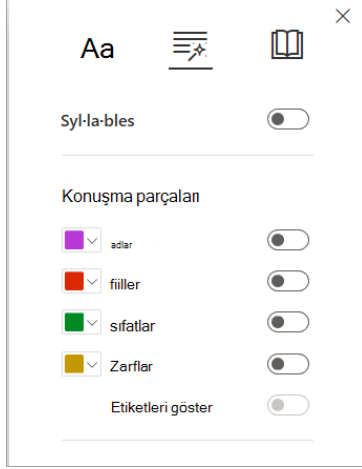 Aa
Syl·la·bles
Konuşma parçaları
adlar
fiiller
sıfatlar
Zarflar
Etiketleri göster